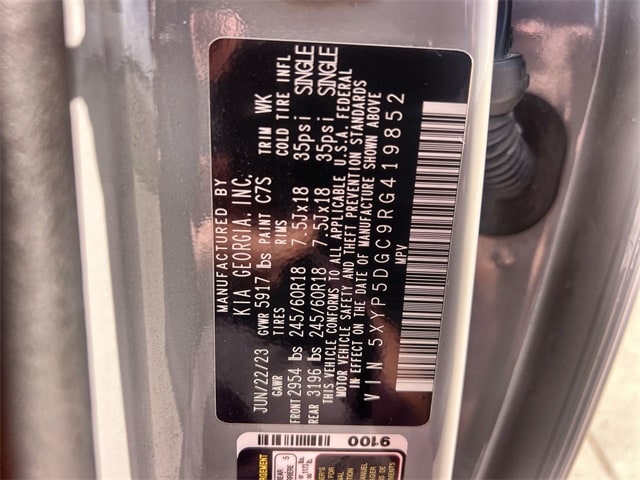 MANUFACTURED BY
KIA GEORGIA, INC.
JUN/22/23 GVWR 5917 lbs PAINT C7S TRIM WK
GAWR TIRES RIMS COLD TIRE INFL
FRONT 2954 lbs 245/60R18 7.5Jx18 35psi SINGLE
REAR 3196 lbs 245/60R18 7.5Jx18 35psi SINGLE
THIS VEHICLE CONFORMS TO ALL APPLICABLE U.S.A. FEDERAL
MOTOR VEHICLE SAFETY AND THEFT PREVENTION STANDARDS
IN EFFECT ON THE DATE OF MANUFACTURE SHOWN ABOVE.
VIN 5XYP5DGC9RG419852
MPV
9100